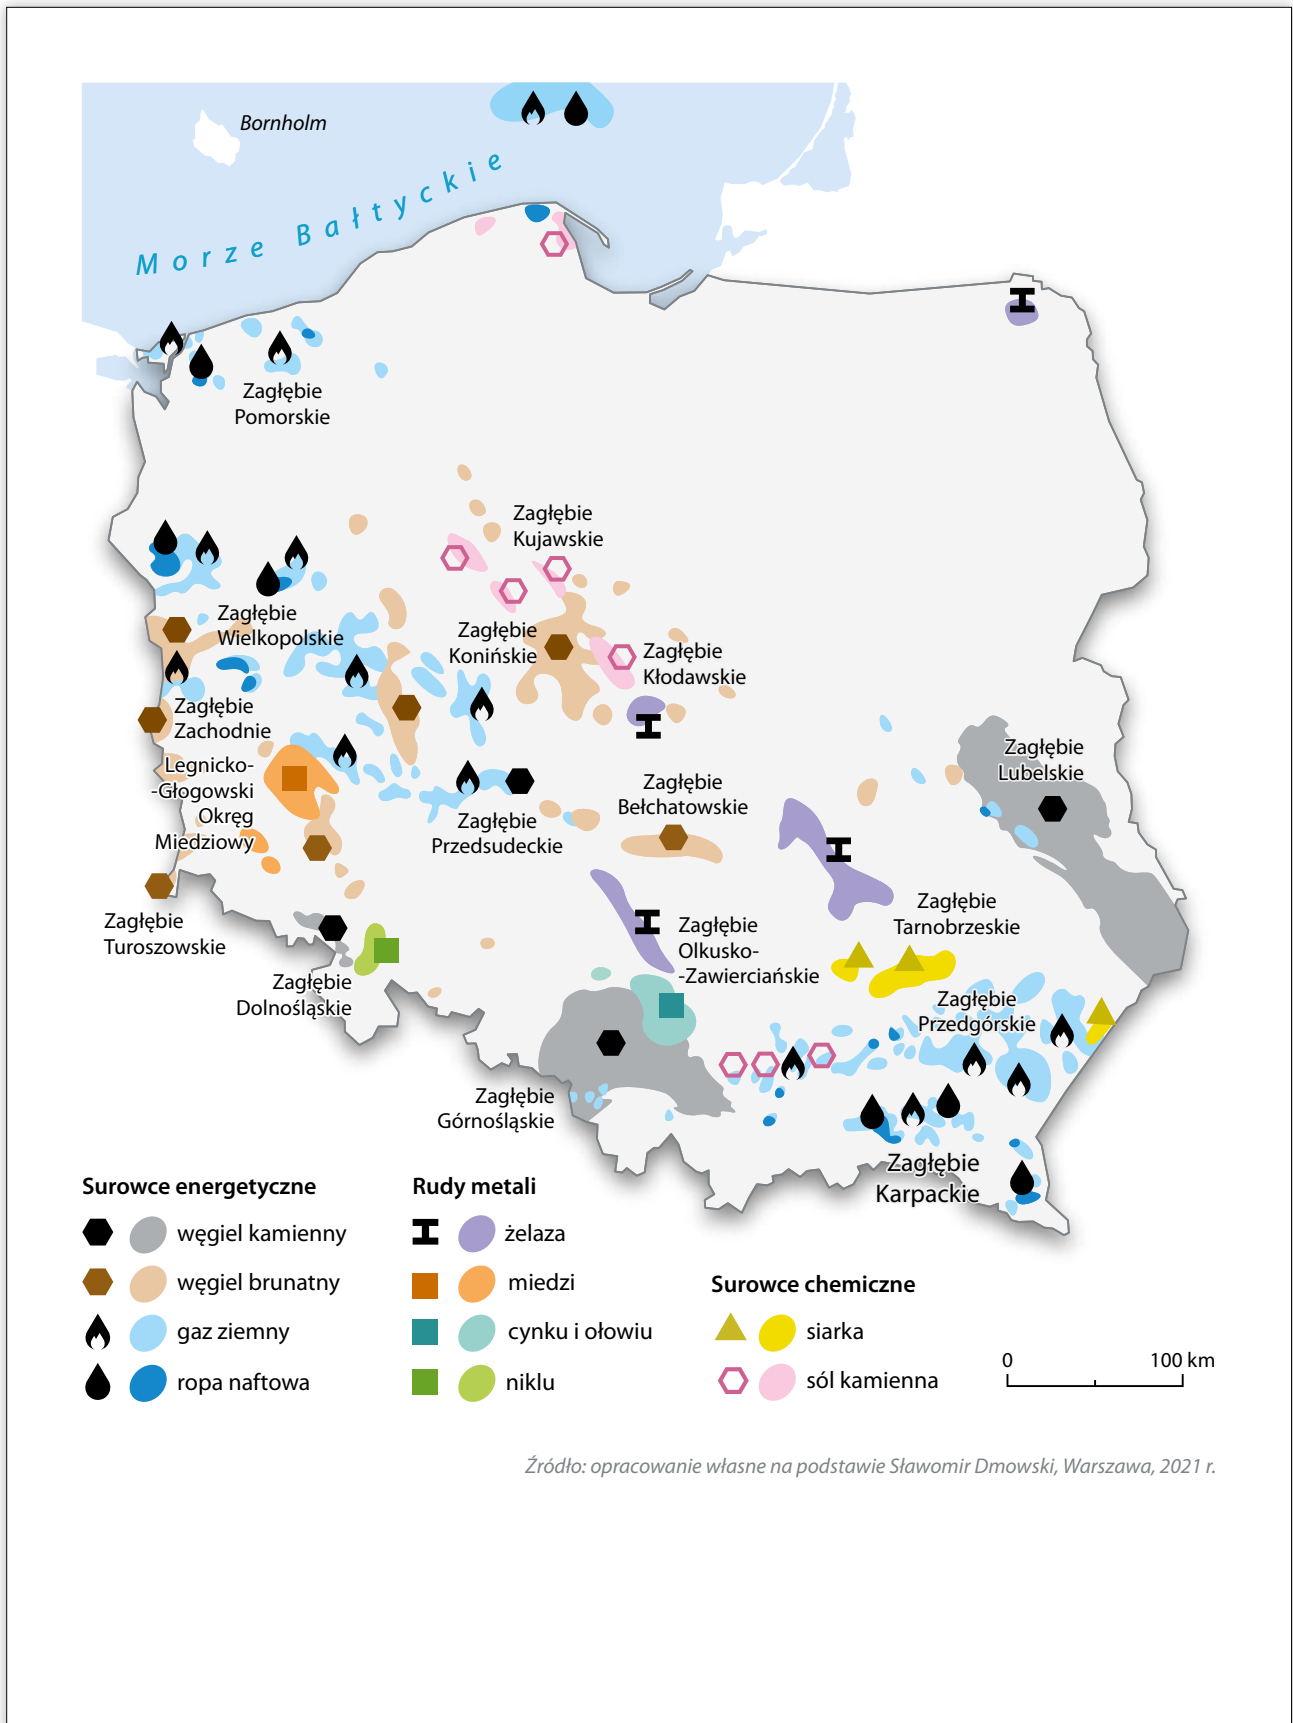 Bornholm
Morze Bałtyckie
Zagłębie
Pomorskie
Zagłębie
Kujawskie
Zagłębie
Wielkopolskie
Zagłębie
Konińskie
Zagłębie
Kłodawskie
Zagłębie
Zachodnie
Legnicko-
-Głogowski
Okręg
Miedziowy
Zagłębie
Lubelskie
Zagłębie
Bełchatowskie
Zagłębie
Przedsudeckie
Zagłębie
Turoszowskie
Zagłębie
Tarnobrzeskie
Zagłębie
Olkusko-
-Zawierciańskie
Zagłębie
Dolnośląskie
Zagłębie
Przedgórskie
Zagłębie
Górnośląskie
Zagłębie
Karpackie
Surowce energetyczne
węgiel kamienny
węgiel brunatny
gaz ziemny
ropa naftowa
Rudy metali
żelaza
miedzi
cynku i ołowiu
niklu
Surowce chemiczne
siarka
sól kamienna
0 100 km
Źródło: opracowanie własne na podstawie Sławomir Dmowski, Warszawa, 2021 r.